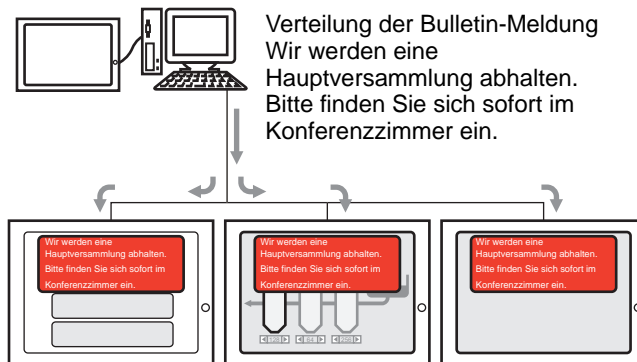 Verteilung der Bulletin-Meldung
Wir werden eine
Hauptversammlung abhalten.
Bitte finden Sie sich sofort im
Konferenzzimmer ein.
Wir werden eine
Hauptversammlung abhalten.
Bitte finden Sie sich sofort im
Konferenzzimmer ein.
Wir werden eine
Hauptversammlung abhalten.
Bitte finden Sie sich sofort im
Konferenzzimmer ein.
Wir werden eine
Hauptversammlung abhalten.
Bitte finden Sie sich sofort im
Konferenzzimmer ein.